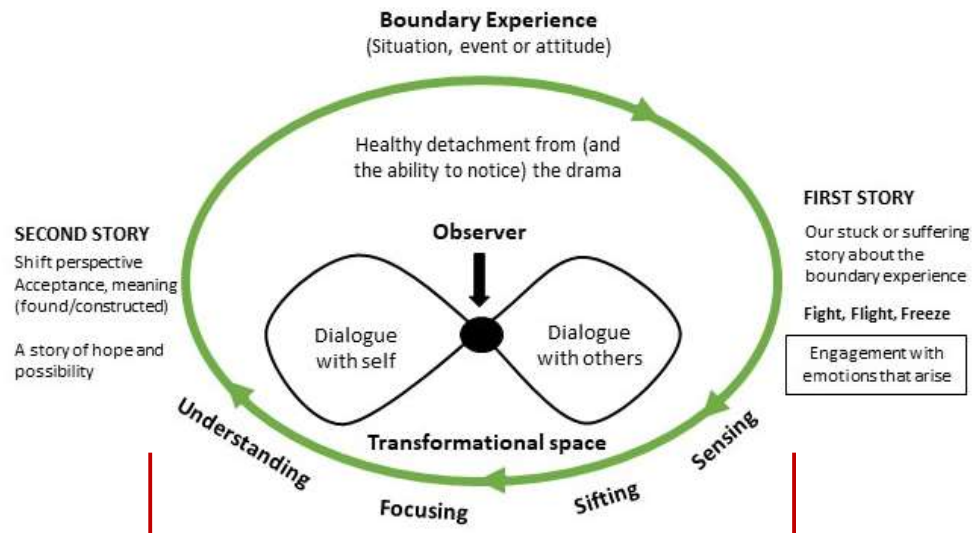 Boundary Experience
(Situation, event or attitude)
Healthy detachment from (and
the ability to notice) the drama
FIRST STORY
Our stuck or suffering
story about the
boundary experience
Fight, Flight, Freeze
Engagement with
emotions that arise
SECOND STORY
Shift perspective
Acceptance, meaning
(found/constructed)
A story of hope and
possibility
Observer
Dialogue
with self
Dialogue
with others
Transformational space
Sensing
Sifting
Focusing
Understanding